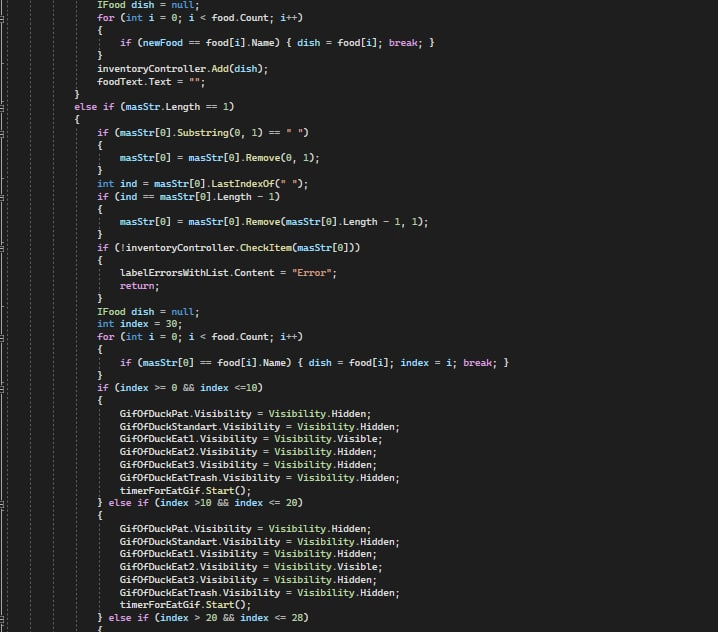 IFood dish = null;
for (int i = 0; i < food.Count; i++)
{
if (newFood == food[i].Name) { dish = food[i]; break; }
}
inventoryController.Add(dish);
foodText.Text = "";
}
else if (masStr.Length == 1)
{
if (masStr[0].Substring(0, 1) == " ")
{
masStr[0] = masStr[0].Remove(0, 1);
}
int ind = masStr[0].LastIndexOf(" ");
if (ind == masStr[0].Length - 1)
{
masStr[0] = masStr[0].Remove(masStr[0].Length - 1, 1);
}
if (!inventoryController.CheckItem(masStr[0]))
{
labelErrorsWithList.Content = "Error";
return;
}
IFood dish = null;
int index = 30;
for (int i = 0; i < food.Count; i++)
{
if (masStr[0] == food[i].Name) { dish = food[i]; index = i; break; }
}
if (index >= 0 && index <=10)
{
GifOfDuckPat.Visibility = Visibility.Hidden;
GifOfDuckStandart.Visibility = Visibility.Hidden;
GifOfDuckEat1.Visibility = Visibility.Visible;
GifOfDuckEat2.Visibility = Visibility.Hidden;
GifOfDuckEat3.Visibility = Visibility.Hidden;
GifOfDuckEatTrash.Visibility = Visibility.Hidden;
timerForEatGif.Start();
} else if (index >10 && index <= 20)
{
GifOfDuckPat.Visibility = Visibility.Hidden;
GifOfDuckStandart.Visibility = Visibility.Hidden;
GifOfDuckEat1.Visibility = Visibility.Hidden;
GifOfDuckEat2.Visibility = Visibility.Visible;
GifOfDuckEat3.Visibility = Visibility.Hidden;
GifOfDuckEatTrash.Visibility = Visibility.Hidden;
timerForEatGif.Start();
} else if (index > 20 && index <= 28)
{